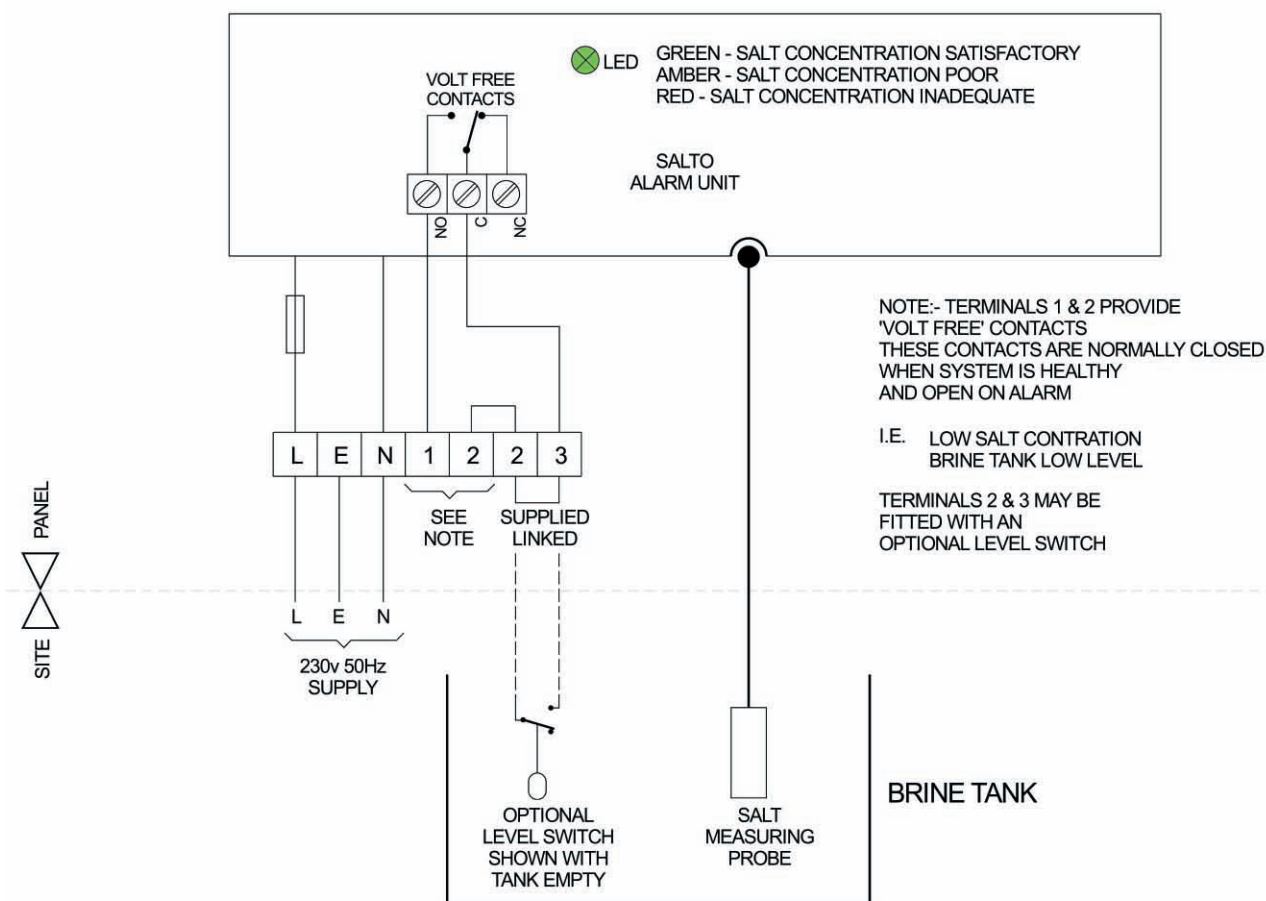 LED
GREEN - SALT CONCENTRATION SATISFACTORY
AMBER - SALT CONCENTRATION POOR
RED - SALT CONCENTRATION INADEQUATE
VOLT FREE
CONTACTS
SALTO
ALARM UNIT
NO
C
NC
NOTE:- TERMINALS 1 & 2 PROVIDE
'VOLT FREE' CONTACTS
THESE CONTACTS ARE NORMALLY CLOSED
WHEN SYSTEM IS HEALTHY
AND OPEN ON ALARM
I.E. LOW SALT CONTRATION
BRINE TANK LOW LEVEL
TERMINALS 2 & 3 MAY BE
FITTED WITH AN
OPTIONAL LEVEL SWITCH
L E N 1 2 2 3
SEE
NOTE
SUPPLIED
LINKED
PANEL
SITE
L E N
230v 50Hz
SUPPLY
OPTIONAL
LEVEL SWITCH
SHOWN WITH
TANK EMPTY
SALT
MEASURING
PROBE
BRINE TANK